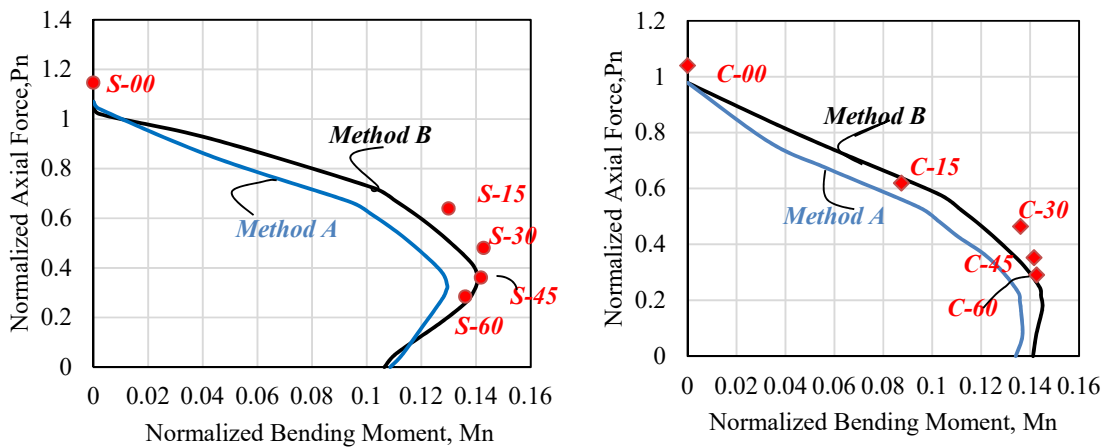 1.4
1.2
1
0.8
0.6
0.4
0.2
0
0 0.02 0.04 0.06 0.08 0.1 0.12 0.14 0.16
Normalized Axial Force,Pn
Normalized Bending Moment, Mn
S-00
Method B
S-15
Method A
S-30
S-45
S-60
1.2
1
0.8
0.6
0.4
0.2
0
0 0.02 0.04 0.06 0.08 0.1 0.12 0.14 0.16
Normalized Axial Force,Pn
Normalized Bending Moment, Mn
C-00
Method B
C-15
Method A
C-30
C-45
C-60